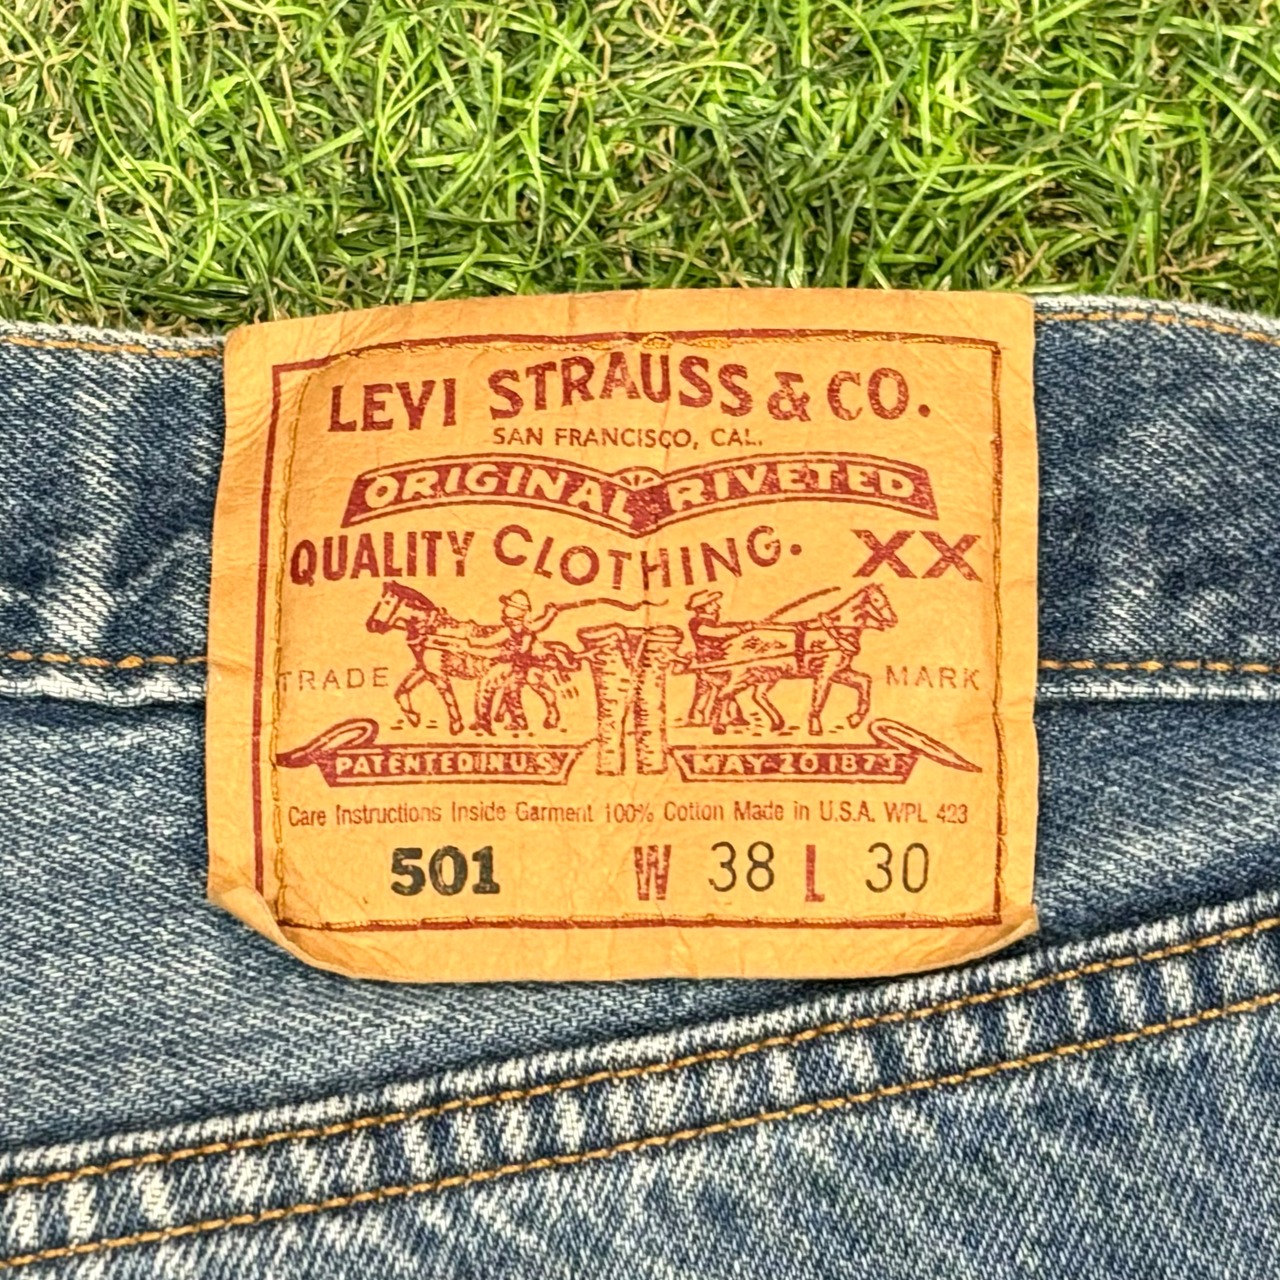 LEVI STRAUSS & CO.
SAN FRANCISCO, CAL.
ORIGINAL RIVETED
QUALITY CLOTHING. XX
TRADE MARK
PATENTED IN U.S. MAY 20 1873
Care Instructions Inside Garment 100% Cotton Made in U.S.A. WPL 423
501 W 38 L 30